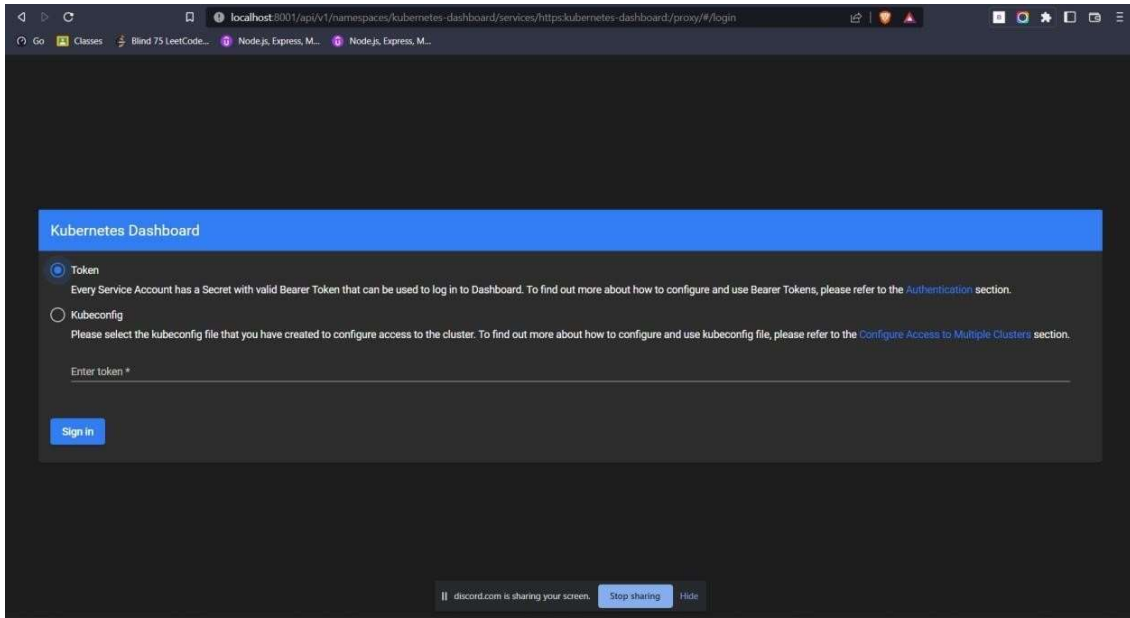 localhost:8001/api/v1/namespaces/kubernetes-dashboard/services/https:kubernetes-dashboard:/proxy/#/login
Go Classes Blind 75 LeetCode... Node.js, Express, M... Node.js, Express, M...
Kubernetes Dashboard
Token
Every Service Account has a Secret with valid Bearer Token that can be used to log in to Dashboard. To find out more about how to configure and use Bearer Tokens, please refer to the Authentication section.
Kubeconfig
Please select the kubeconfig file that you have created to configure access to the cluster. To find out more about how to configure and use kubeconfig file, please refer to the Configure Access to Multiple Clusters section.
Enter token *
Sign in
discord.com is sharing your screen. Stop sharing Hide